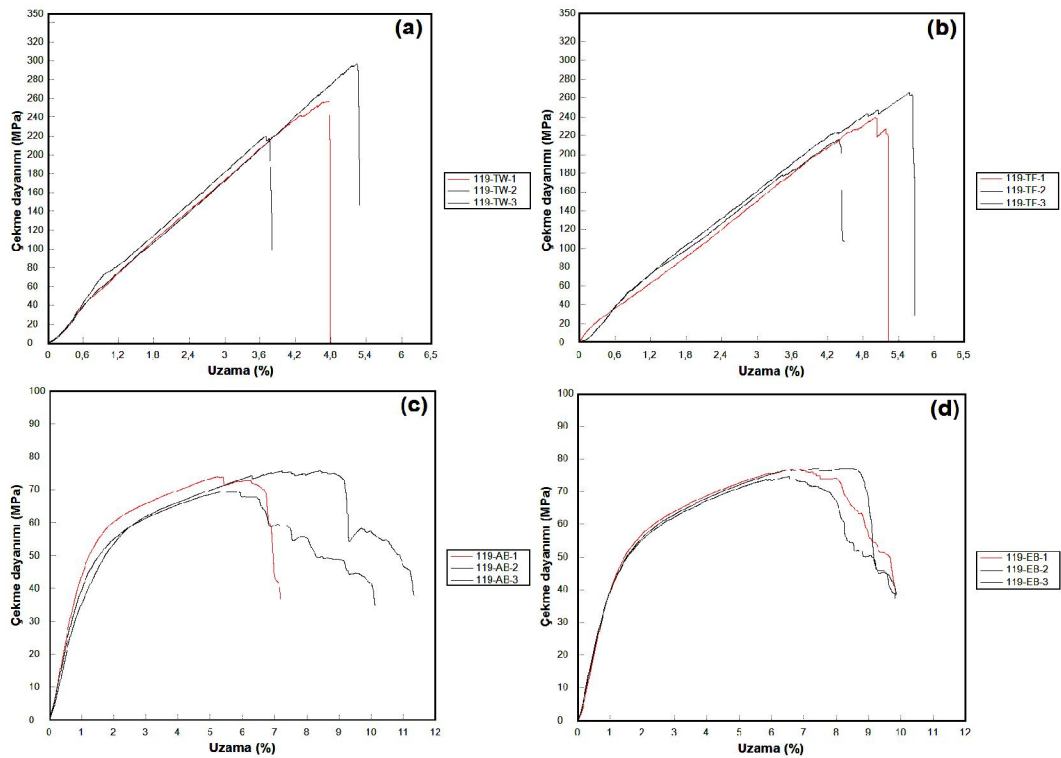 (a)
Çekme dayanımı (MPa)
350
300
280
260
240
220
200
180
160
140
120
100
80
60
40
20
0
0 0,6 1,2 1,8 2,4 3 3,6 4,2 4,8 5,4 6 6,5
Uzama (%)
119-TW-1
119-TW-2
119-TW-3
(b)
Çekme dayanımı (MPa)
350
300
280
260
240
220
200
180
160
140
120
100
80
60
40
20
0
0 0,6 1,2 1,8 2,4 3 3,6 4,2 4,8 5,4 6 6,5
Uzama (%)
119-TF-1
119-TF-2
119-TF-3
(c)
Çekme dayanımı (MPa)
100
90
80
70
60
50
40
30
20
10
0
0 1 2 3 4 5 6 7 8 9 10 11 12
Uzama (%)
119-AB-1
119-AB-2
119-AB-3
(d)
Çekme dayanımı (MPa)
100
90
80
70
60
50
40
30
20
10
0
0 1 2 3 4 5 6 7 8 9 10 11 12
Uzama (%)
119-EB-1
119-EB-2
119-EB-3